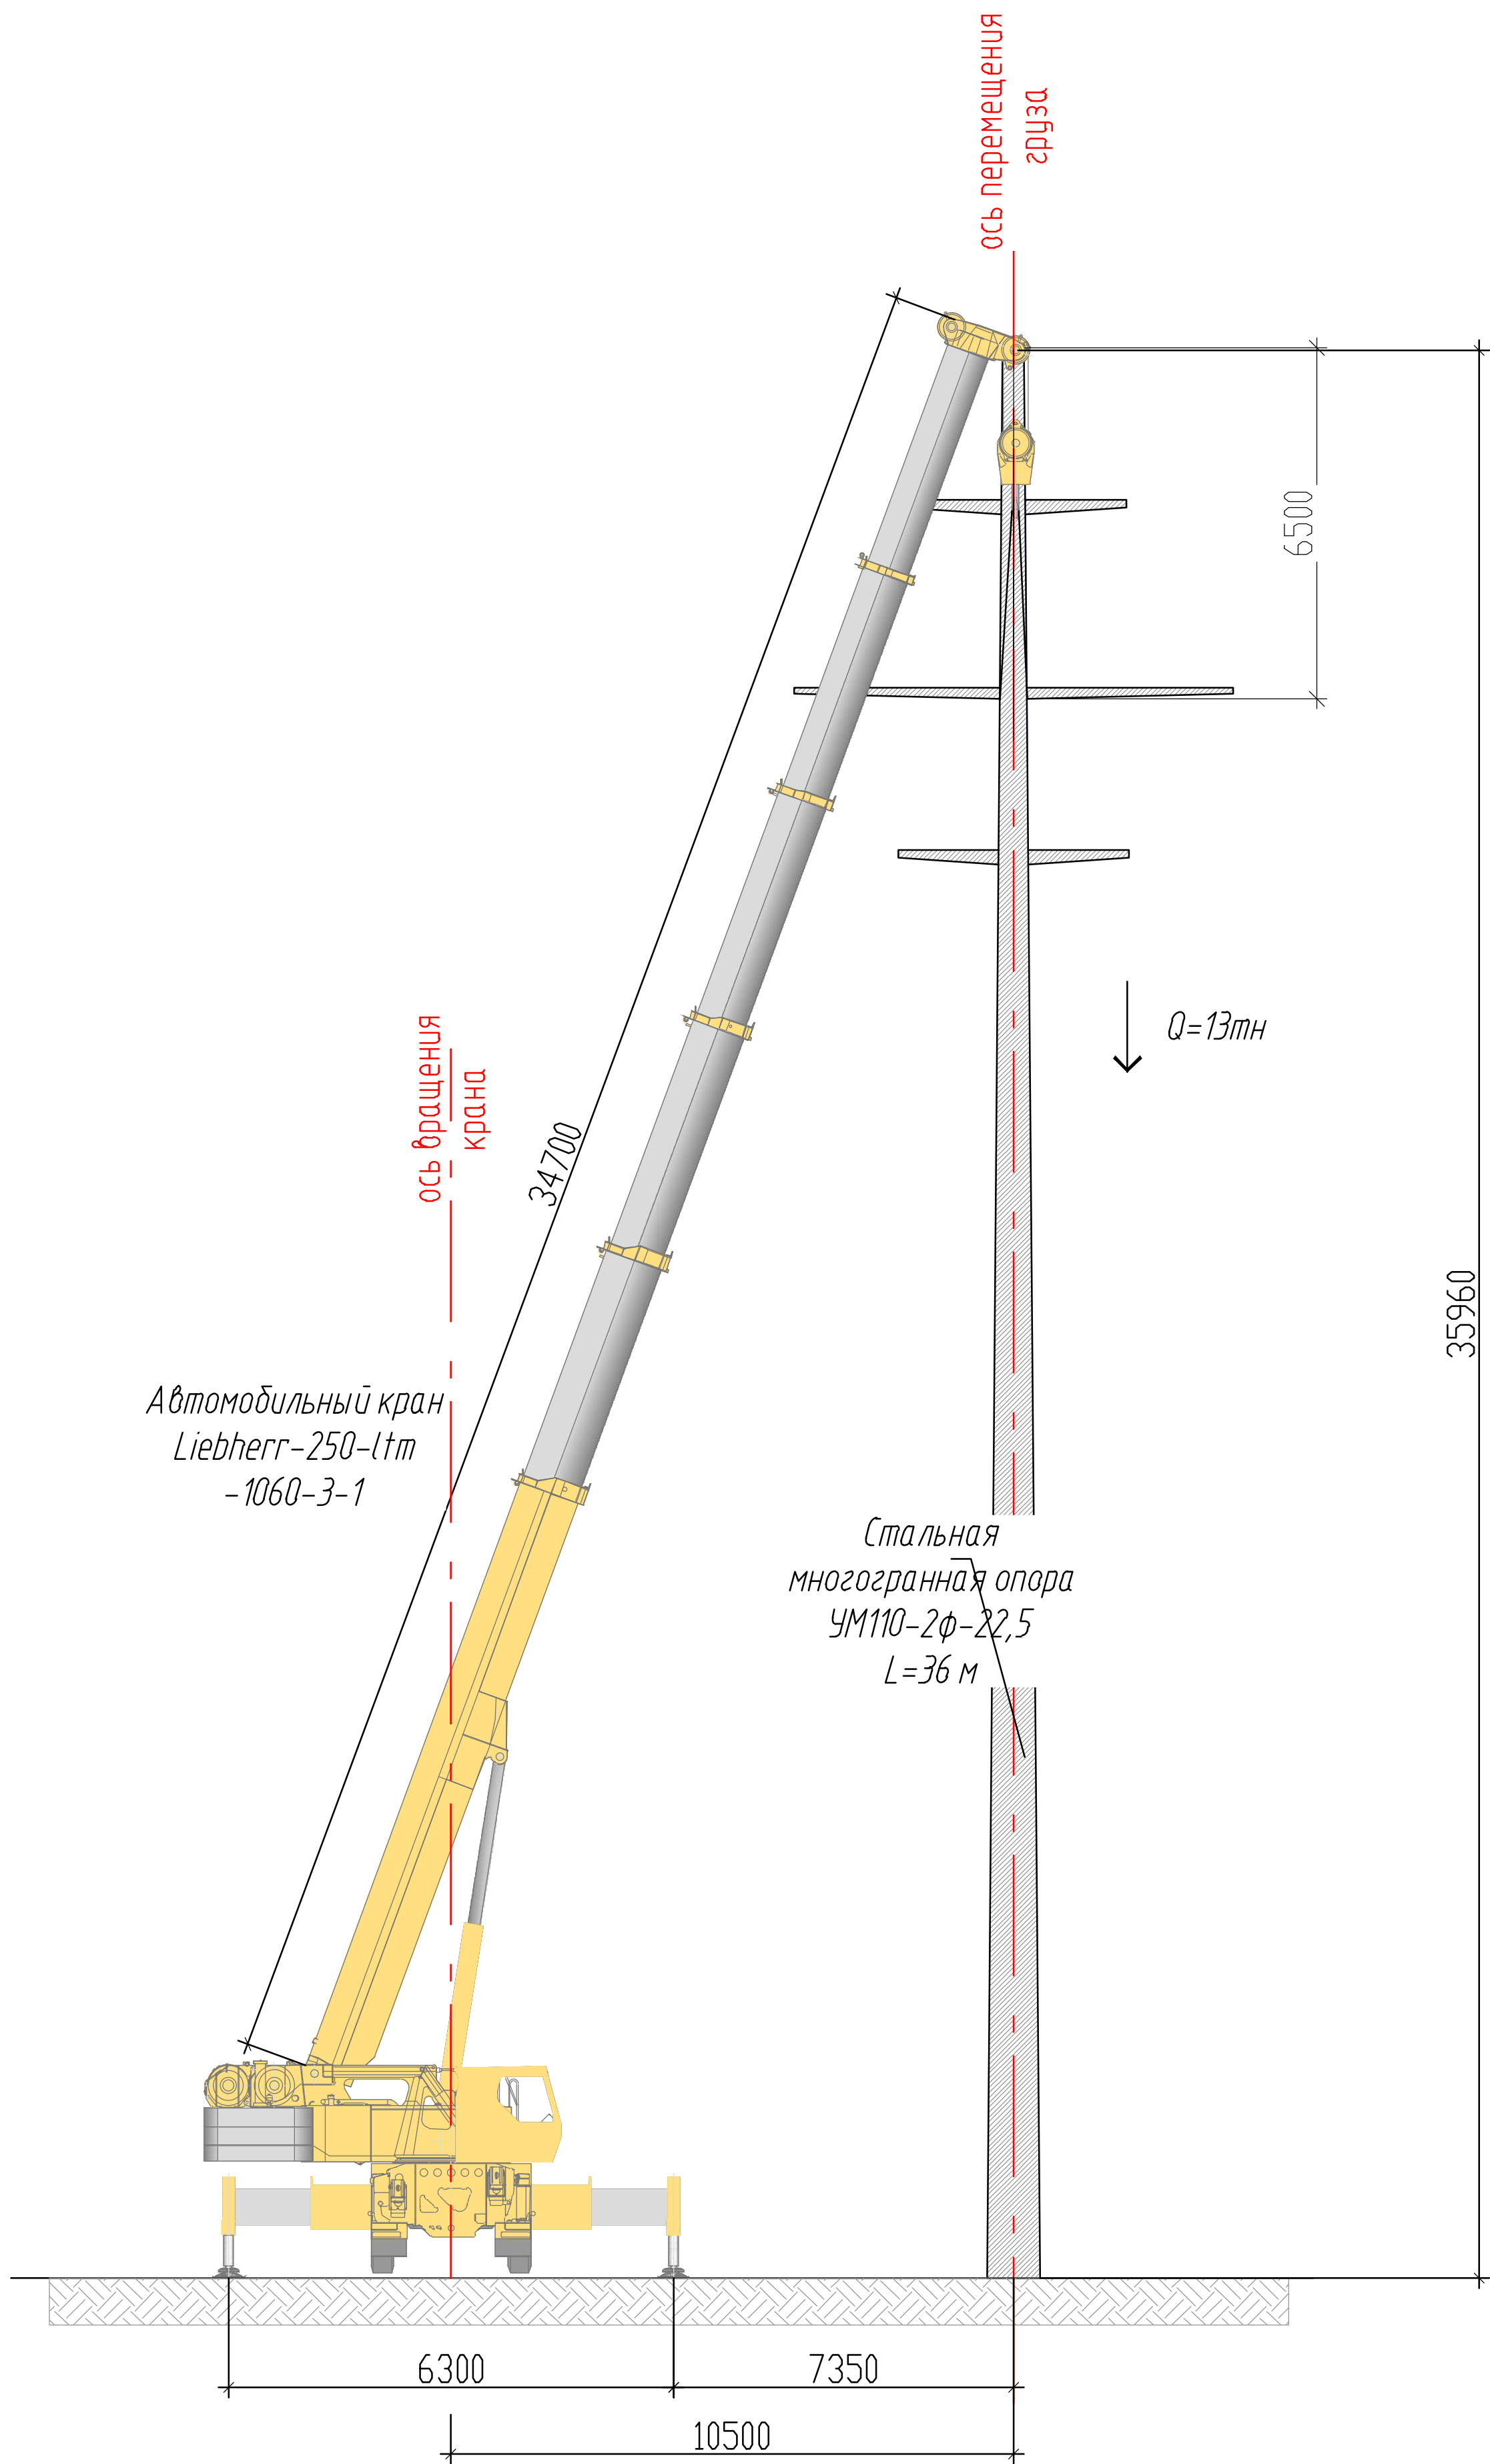 ось перемещения
груза
6500
Q=13тн
ось вращения
крана
34700
35960
Автомобильный кран
Liebherr-250-ltm
-1060-3-1
Стальная
многогранная опора
УМ110-2ф-22,5
L=36 м
6300
7350
10500